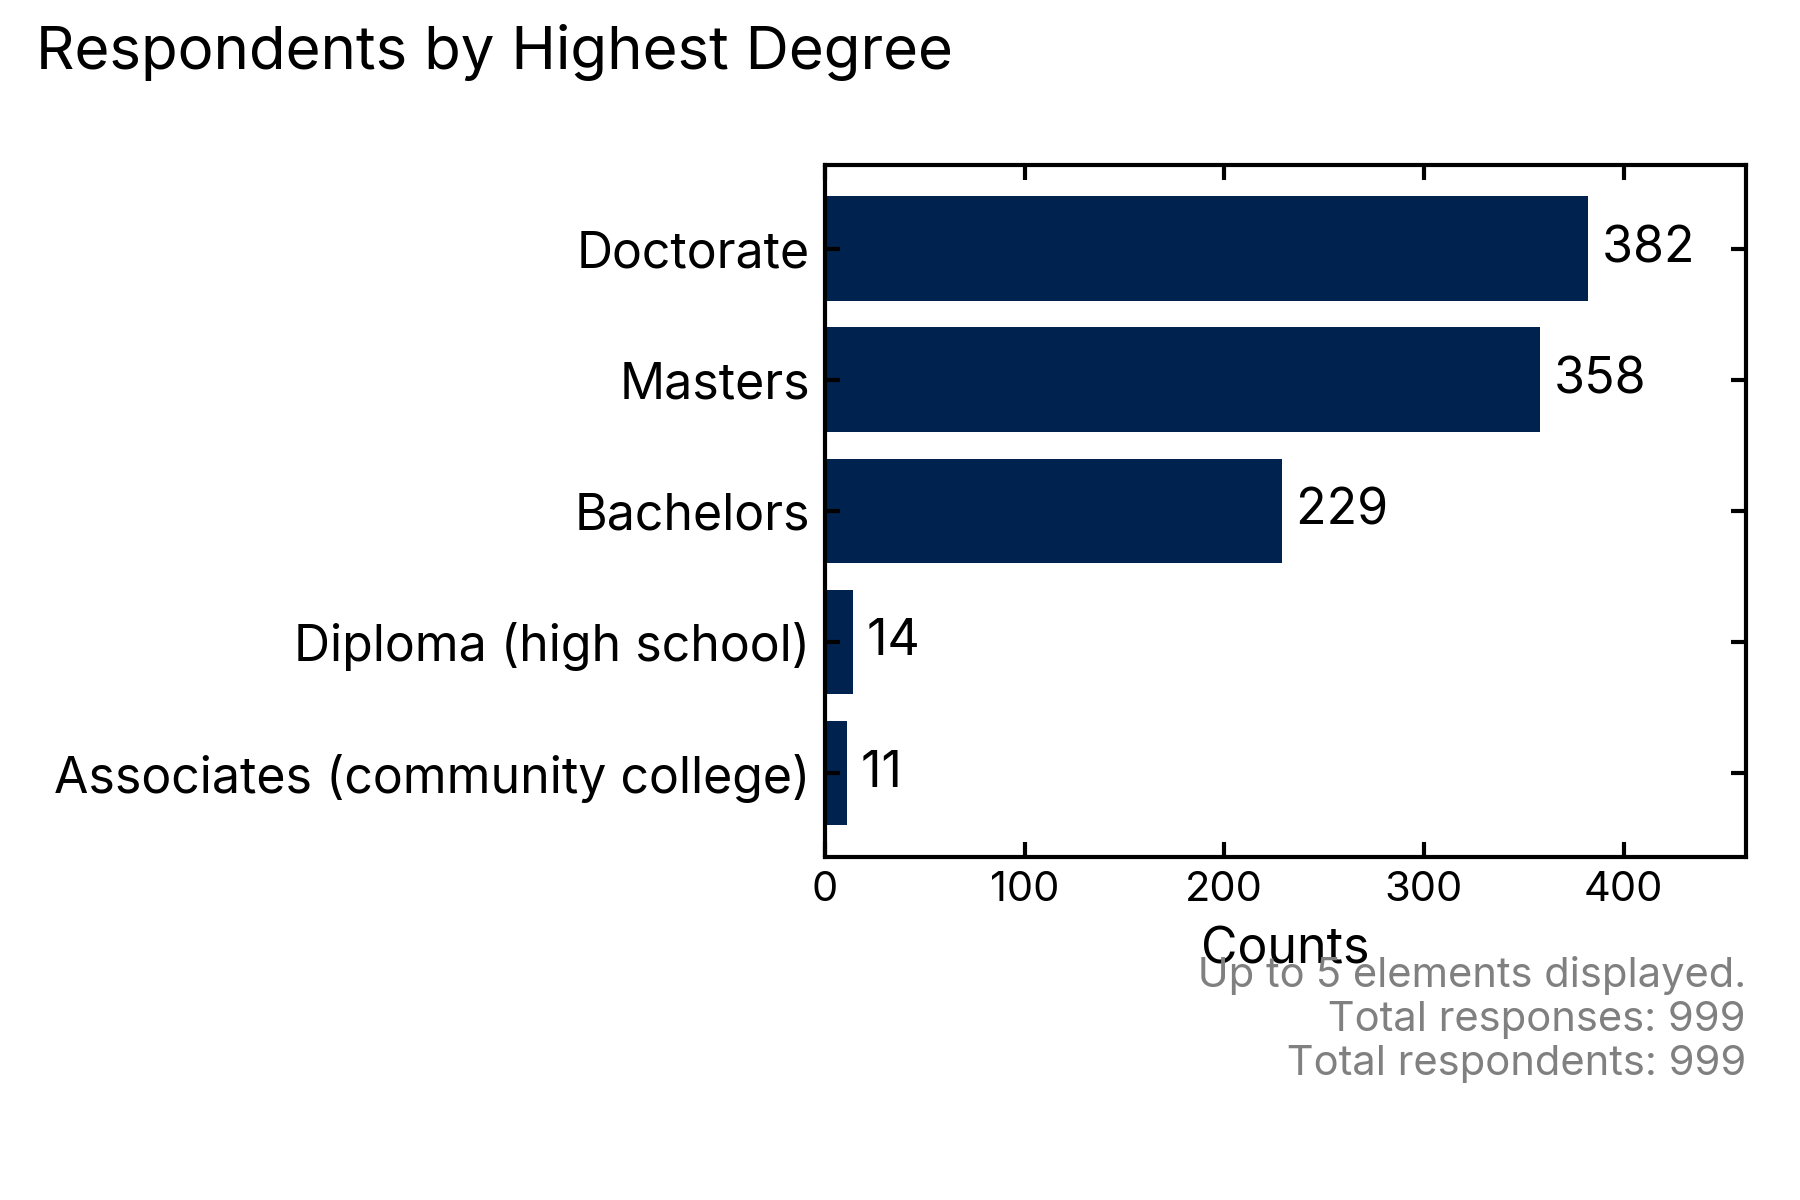 Respondents by Highest Degree
Doctorate 382
Masters 358
Bachelors 229
Diploma (high school) 14
Associates (community college) 11
0 100 200 300 400
Counts
Up to 5 elements displayed.
Total responses: 999
Total respondents: 999